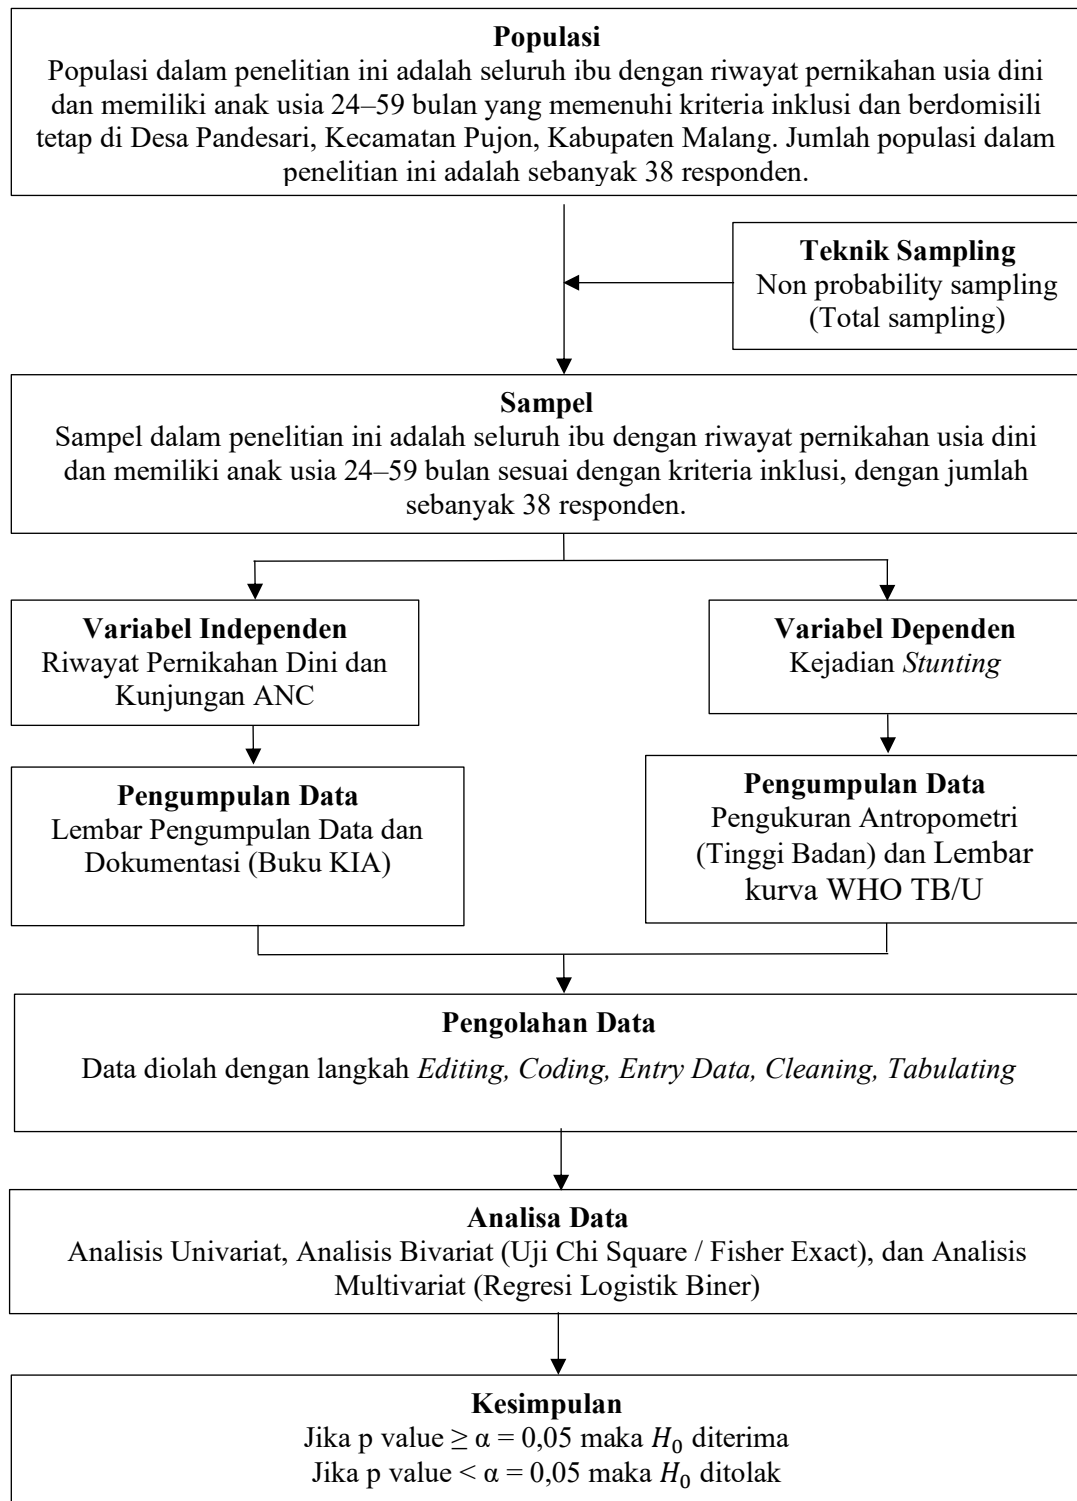 Populasi
Populasi dalam penelitian ini adalah seluruh ibu dengan riwayat pernikahan usia dini
dan memiliki anak usia 24–59 bulan yang memenuhi kriteria inklusi dan berdomisili
tetap di Desa Pandesari, Kecamatan Pujon, Kabupaten Malang. Jumlah populasi dalam
penelitian ini adalah sebanyak 38 responden.
Teknik Sampling
Non probability sampling
(Total sampling)
Sampel
Sampel dalam penelitian ini adalah seluruh ibu dengan riwayat pernikahan usia dini
dan memiliki anak usia 24–59 bulan sesuai dengan kriteria inklusi, dengan jumlah
sebanyak 38 responden.
Variabel Independen
Riwayat Pernikahan Dini dan
Kunjungan ANC
Variabel Dependen
Kejadian Stunting
Pengumpulan Data
Lembar Pengumpulan Data dan
Dokumentasi (Buku KIA)
Pengumpulan Data
Pengukuran Antropometri
(Tinggi Badan) dan Lembar
kurva WHO TB/U
Pengolahan Data
Data diolah dengan langkah Editing, Coding, Entry Data, Cleaning, Tabulating
Analisa Data
Analisis Univariat, Analisis Bivariat (Uji Chi Square / Fisher Exact), dan Analisis
Multivariat (Regresi Logistik Biner)
Kesimpulan
Jika p value ≥ α = 0,05 maka H₀ diterima
Jika p value < α = 0,05 maka H₀ ditolak